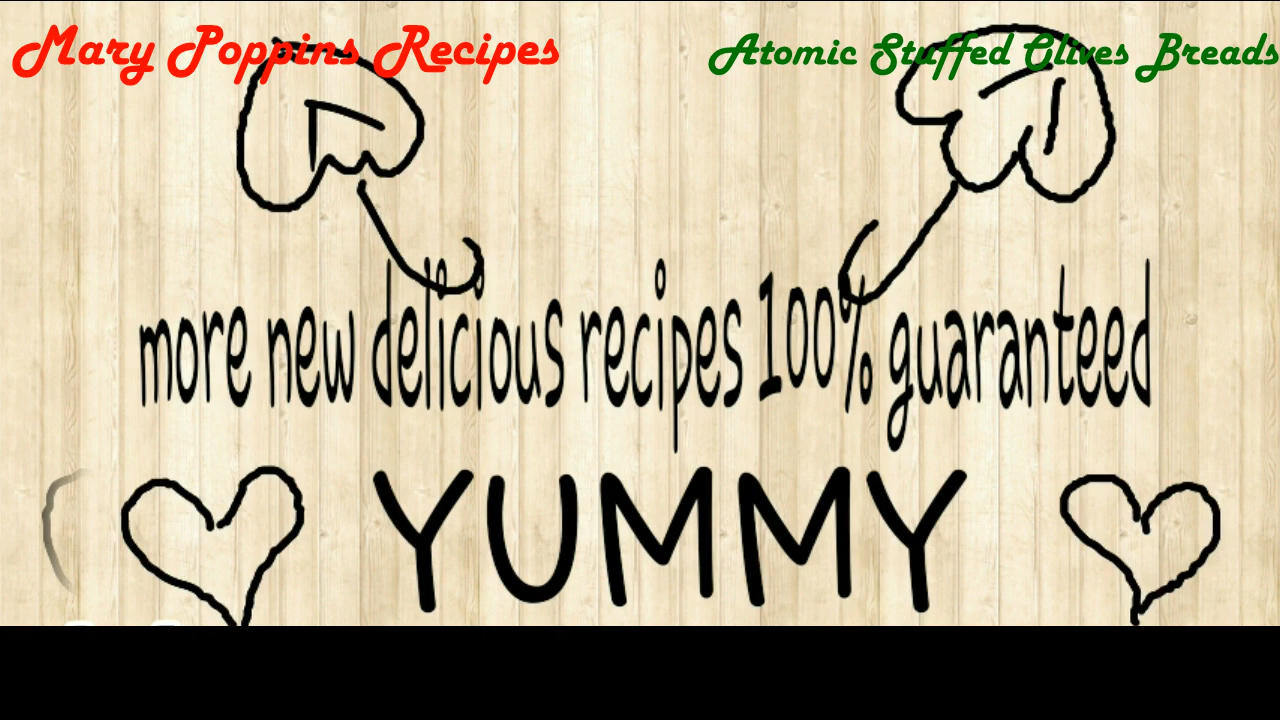 Mary Poppins Recipes
Atomic Stuffed Olives Breads
more new delicious recipes 100% guaranteed
YUMMY